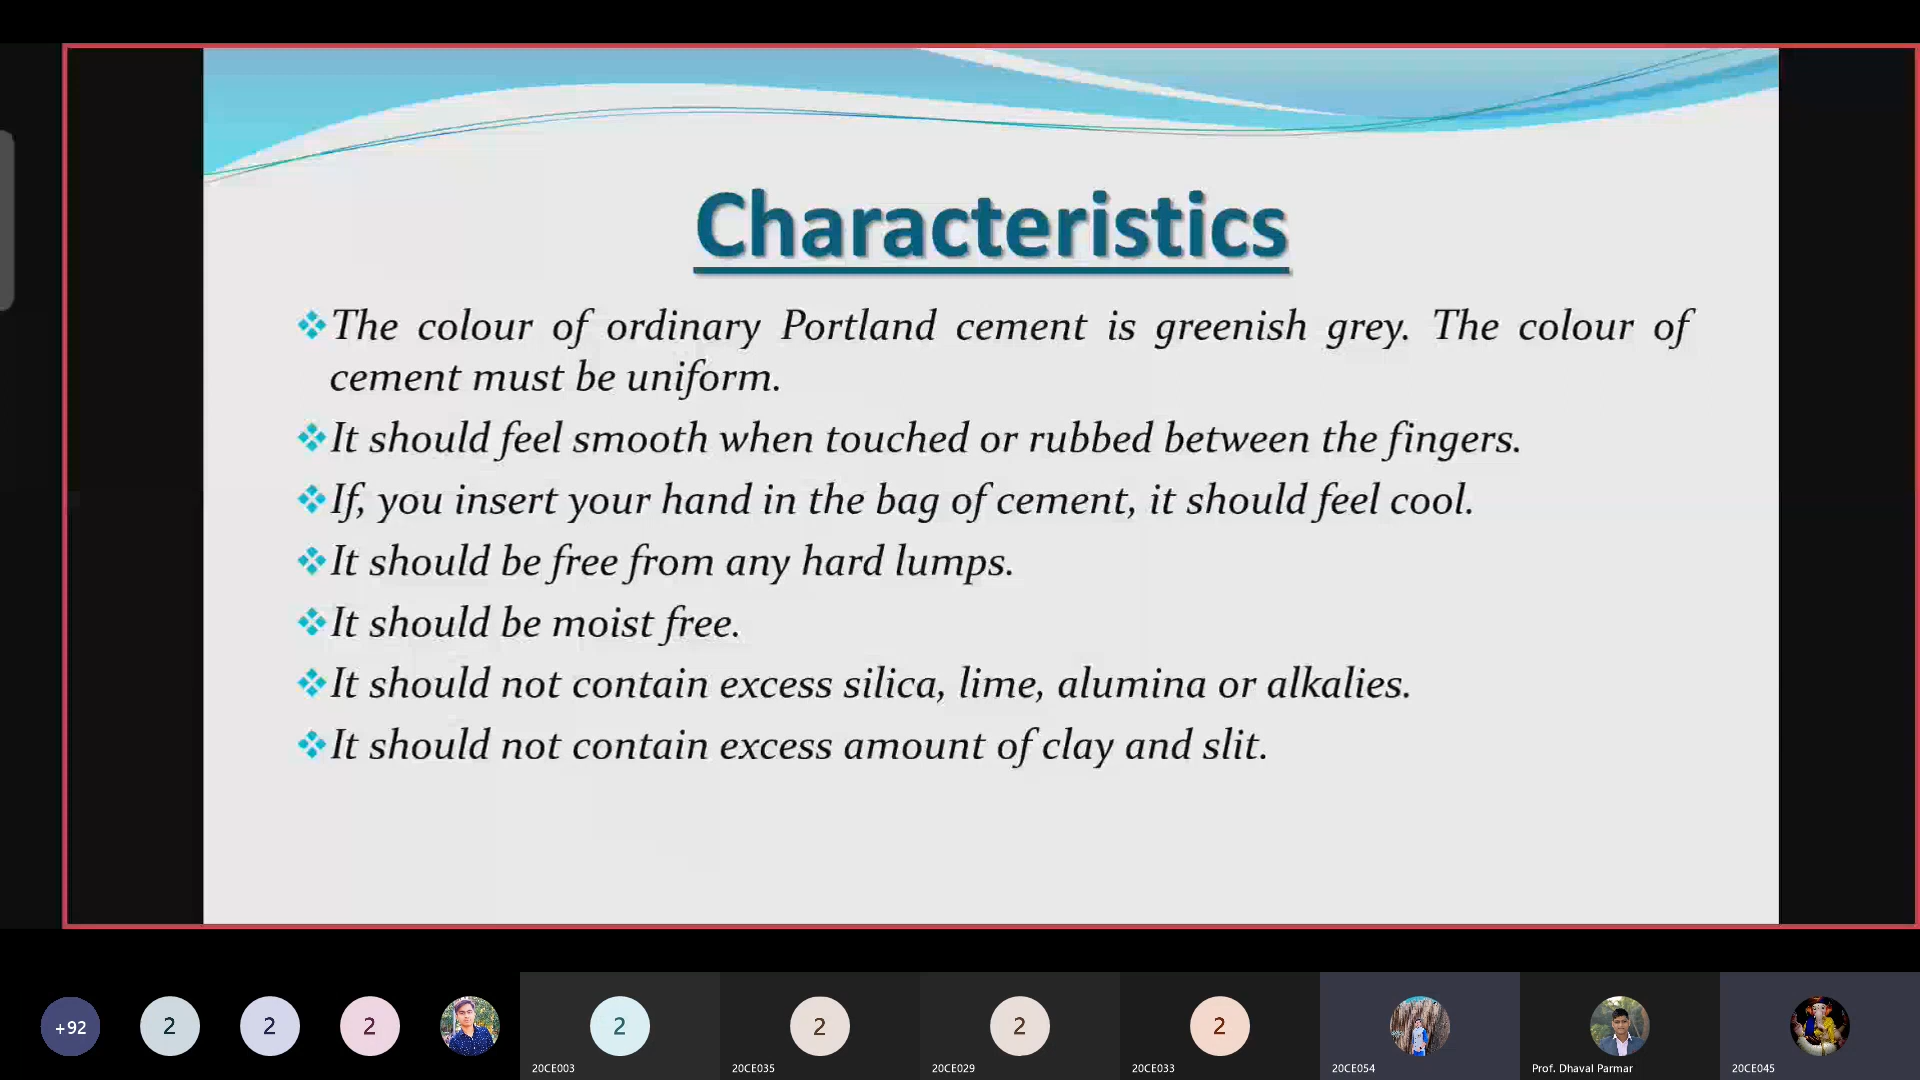 Characteristics
The colour of ordinary Portland cement is greenish grey. The colour of
cement must be uniform.
It should feel smooth when touched or rubbed between the fingers.
If, you insert your hand in the bag of cement, it should feel cool.
It should be free from any hard lumps.
It should be moist free.
It should not contain excess silica, lime, alumina or alkalies.
It should not contain excess amount of clay and slit.
+92
2
2
2
2
2
2
2
20CE003
20CE035
20CE029
20CE033
20CE054
Prof. Dhaval Parmar
20CE045